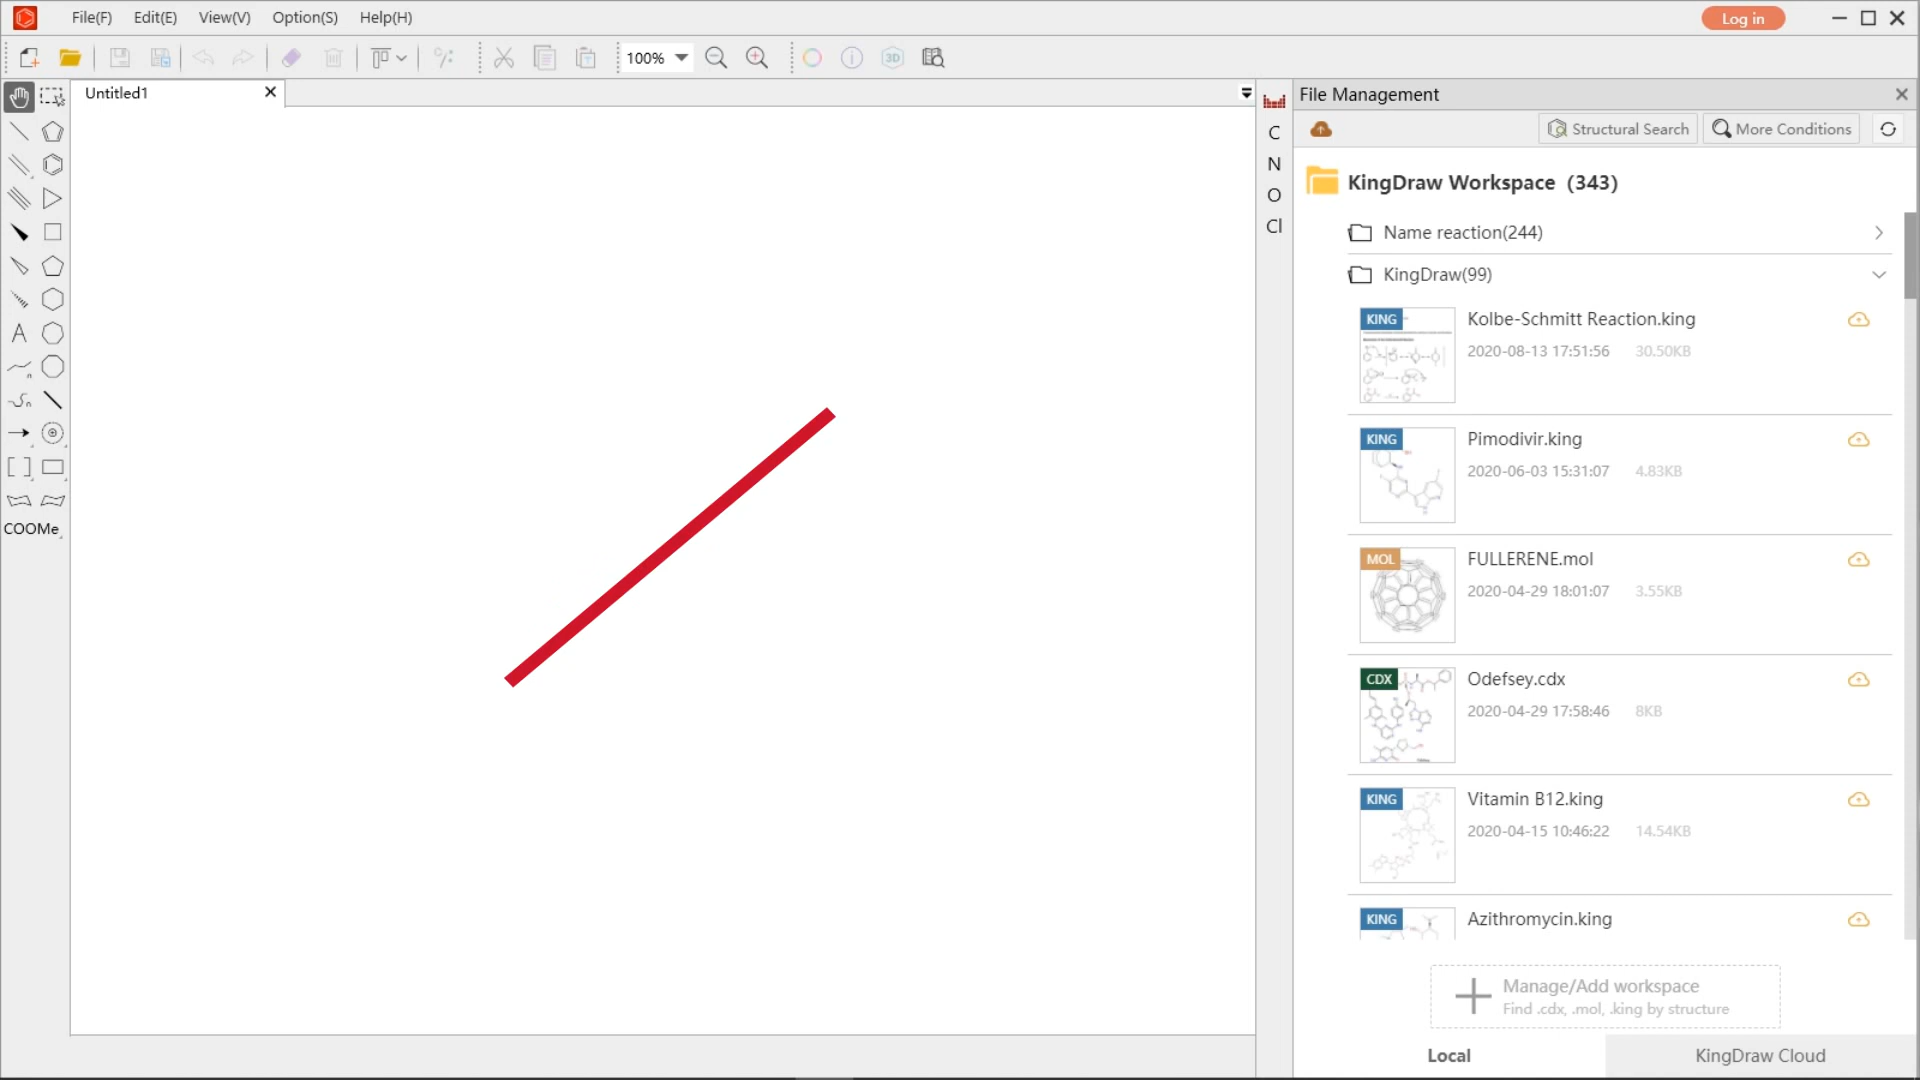 File(F) Edit(E) View(V) Option(S) Help(H) Log in
100% 3D
Untitled1
File Management
Structural Search More Conditions
C
N
O
Cl
A
COOMe
KingDraw Workspace (343)
Name reaction(244)
KingDraw(99)
KING Kolbe-Schmitt Reaction.king
2020-08-13 17:51:56 30.50KB
KING Pimodivir.king
2020-06-03 15:31:07 4.83KB
MOL FULLERENE.mol
2020-04-29 18:01:07 3.55KB
CDX Odefsey.cdx
2020-04-29 17:58:46 8KB
KING Vitamin B12.king
2020-04-15 10:46:22 14.54KB
KING Azithromycin.king
Manage/Add workspace
Find .cdx, .mol, .king by structure
Local KingDraw Cloud